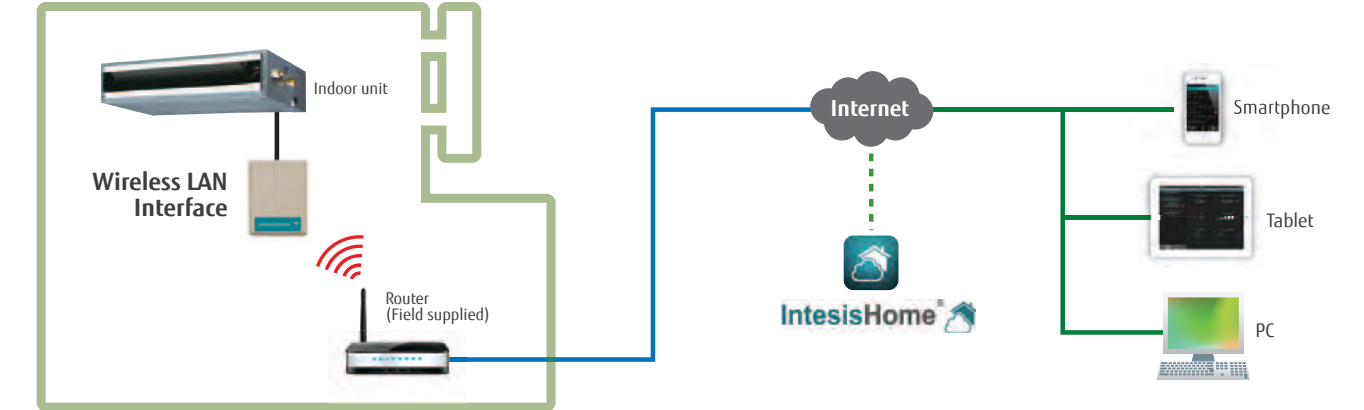 Indoor unit
Wireless LAN
Interface
Router
(Field supplied)
Internet
IntesisHome®
Smartphone
Tablet
PC